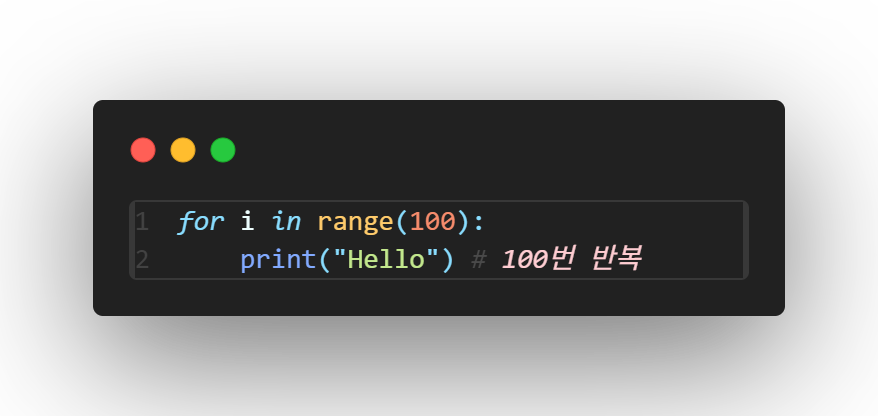 1 for i in range(100):
2     print("Hello") # 100번 반복